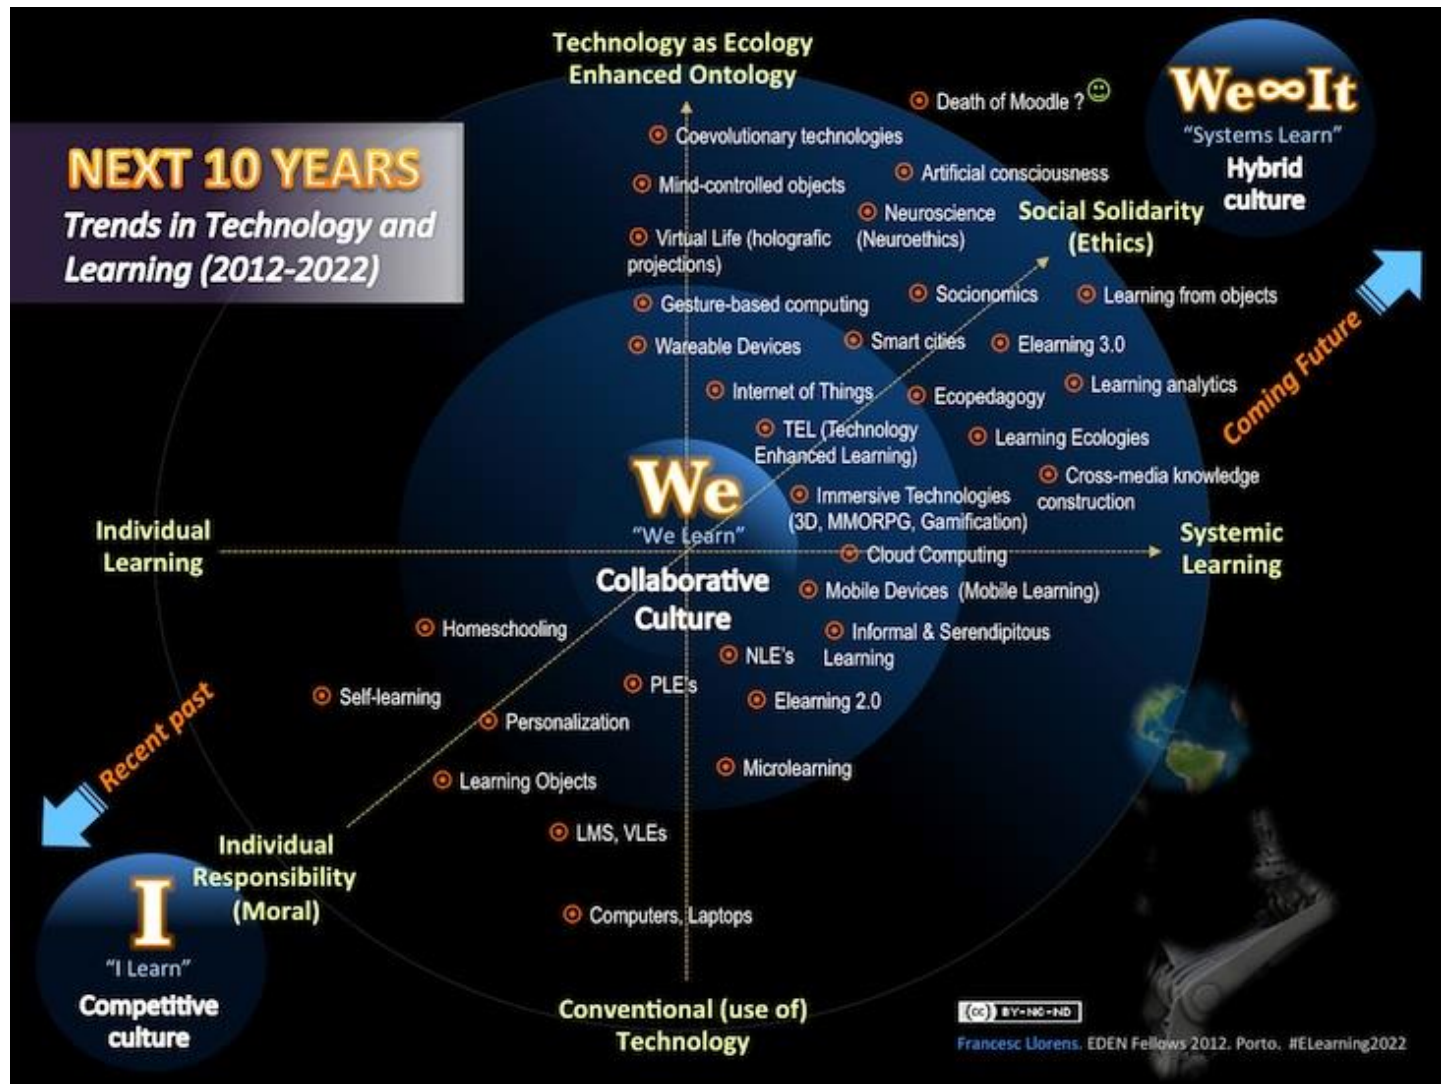 Technology as Ecology
Enhanced Ontology
We∞It
"Systems Learn"
Hybrid
culture
NEXT 10 YEARS
Trends in Technology and
Learning (2012-2022)
Death of Moodle ?
Coevolutionary technologies
Artificial consciousness
Mind-controlled objects
Neuroscience
(Neuroethics)
Social Solidarity
(Ethics)
Virtual Life (holografic
projections)
Socionomics
Learning from objects
Gesture-based computing
Smart cities
Elearning 3.0
Wareable Devices
Coming Future
Internet of Things
Ecopedagogy
Learning analytics
TEL (Technology
Enhanced Learning)
Learning Ecologies
Cross-media knowledge
construction
We
"We Learn"
Collaborative
Culture
Immersive Technologies
(3D, MMORPG, Gamification)
Individual
Learning
Systemic
Learning
Cloud Computing
Mobile Devices (Mobile Learning)
Homeschooling
Informal & Serendipitous
Learning
NLE's
PLE's
Self-learning
Elearning 2.0
Personalization
Recent past
Microlearning
Learning Objects
LMS, VLEs
Individual
Responsibility
(Moral)
I
"I Learn"
Competitive
culture
Computers, Laptops
Conventional (use of)
Technology
(cc) BY-NC-ND
Francesc Llorens. EDEN Fellows 2012. Porto. #ELearning2022